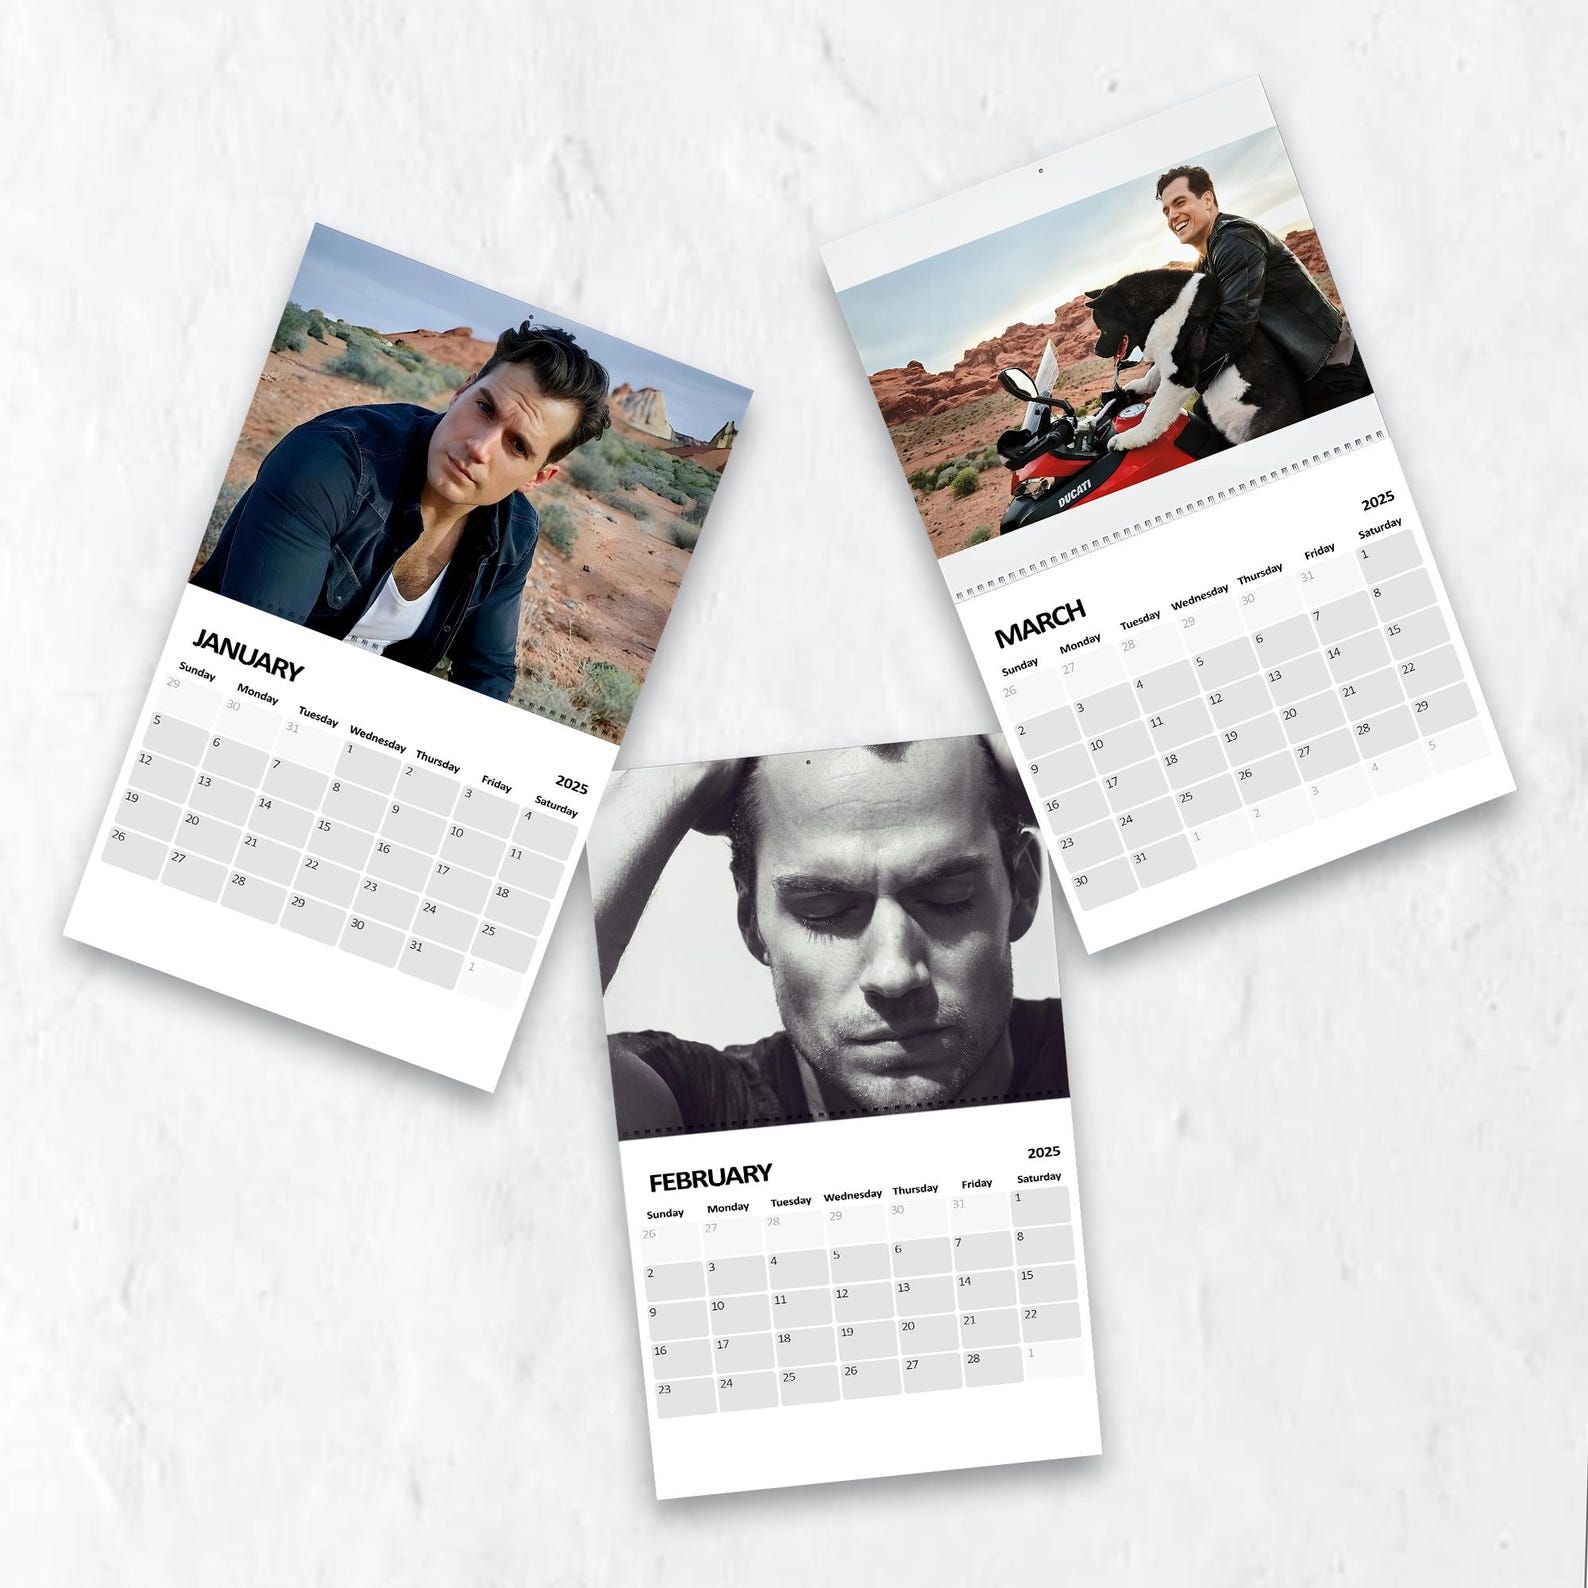 JANUARY
2025
Sunday Monday Tuesday Wednesday Thursday Friday Saturday
29 30 31 1 2 3 4
5 6 7 8 9 10 11
12 13 14 15 16 17 18
19 20 21 22 23 24 25
26 27 28 29 30 31 1
DUCATI
MARCH
2025
Sunday Monday Tuesday Wednesday Thursday Friday Saturday
26 27 28 29 30 31 1
2 3 4 5 6 7 8
9 10 11 12 13 14 15
16 17 18 19 20 21 22
23 24 25 26 27 28 29
30 31 1 2 3 4 5
FEBRUARY
2025
Sunday Monday Tuesday Wednesday Thursday Friday Saturday
26 27 28 29 30 31 1
2 3 4 5 6 7 8
9 10 11 12 13 14 15
16 17 18 19 20 21 22
23 24 25 26 27 28 1